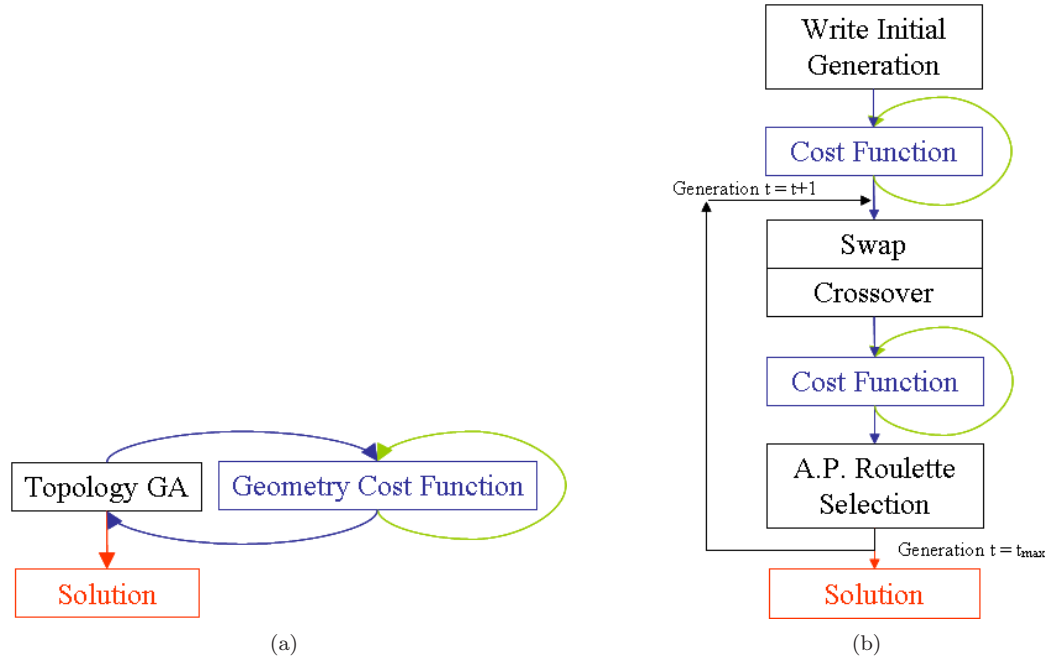 Topology GA
Geometry Cost Function
Solution
(a)
Write Initial
Generation
Cost Function
Generation t = t+1
Swap
Crossover
Cost Function
A.P. Roulette
Selection
Generation t = tmax
Solution
(b)